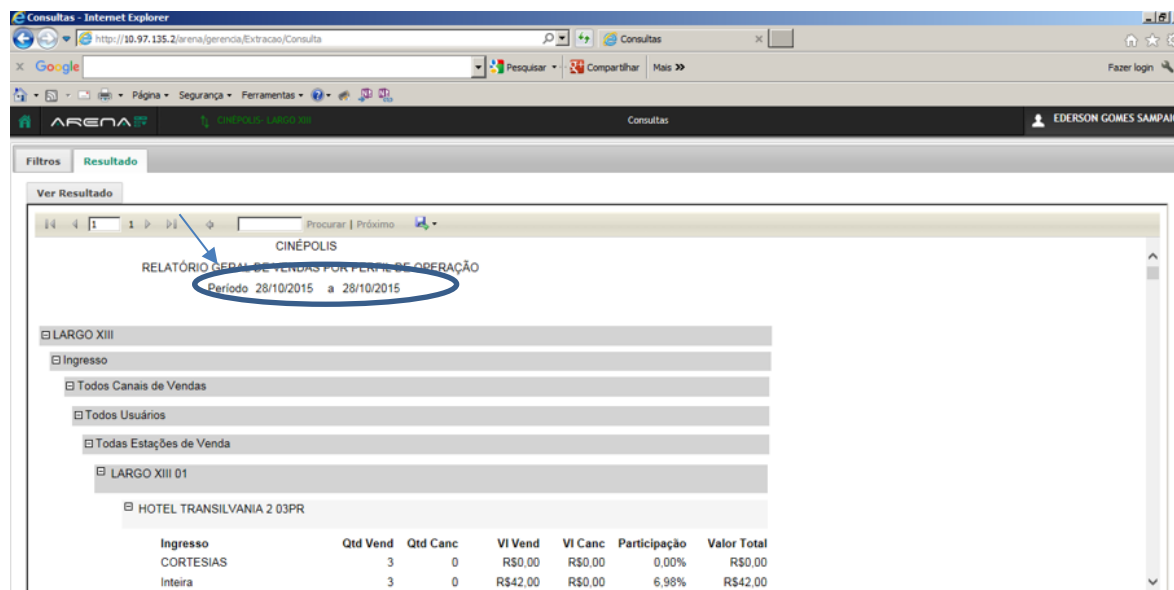 Consultas - Internet Explorer
http://10.97.135.2/arena/gerencia/Extracao/Consulta
Consultas
Google
Pesquisar
Compartilhar
Mais »
Fazer login
Página
Segurança
Ferramentas
ARENA
CINÉPOLIS- LARGO XIII
Consultas
EDERSON GOMES SAMPAI
Filtros
Resultado
Ver Resultado
1
1
Procurar | Próximo
CINÉPOLIS
RELATÓRIO GERAL DE VENDAS POR PERFIL DE OPERAÇÃO
Período 28/10/2015 a 28/10/2015
LARGO XIII
Ingresso
Todos Canais de Vendas
Todos Usuários
Todas Estações de Venda
LARGO XIII 01
HOTEL TRANSILVANIA 2 03PR
Ingresso Qtd Vend Qtd Canc Vl Vend Vl Canc Participação Valor Total
CORTESIAS 3 0 R$0,00 R$0,00 0,00% R$0,00
Inteira 3 0 R$42,00 R$0,00 6,98% R$42,00